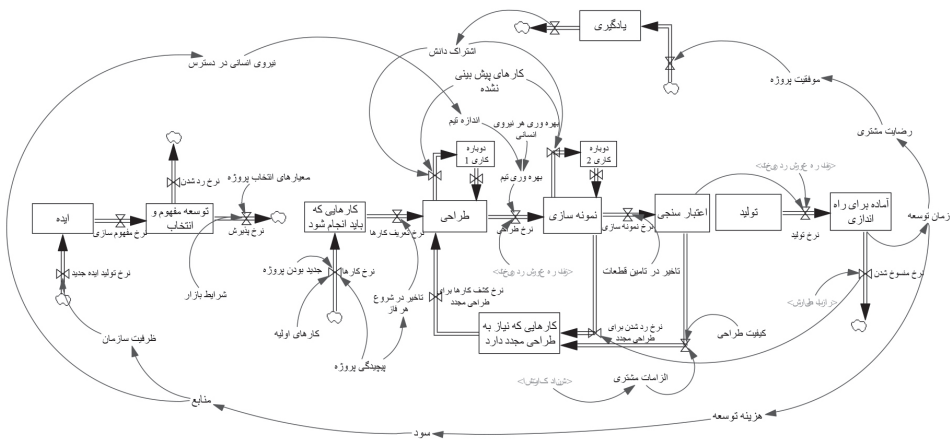 یادگیری
اشتراک دانش
نیروی انسانی در دسترس
موفقیت پروژه
کارهای پیش بینی
نشده
رضایت مشتری
اندازه تیم
بهره وری هر نیروی
انسانی
دوباره
کاری 1
دوباره
کاری 2
بهره وری تیم
نرخ رد شدن
معیارهای انتخاب پروژه
ایده
نرخ مفهوم سازی
توسعه مفهوم و
انتخاب
نرخ پذیرش
کارهایی که
باید انجام شود
نرخ تعریف کارها
طراحی
نرخ طراحی
نمونه سازی
نرخ نمونه سازی
اعتبار سنجی
تولید
نرخ تولید
آماده برای راه
اندازی
زمان توسعه
نرخ تولید ایده جدید
شرایط بازار
نرخ کارها
جدید بودن پروژه
تاخیر در شروع
هر فاز
نرخ کشف کارها برای
طراحی مجدد
تاخیر در تامین قطعات
نرخ منسوخ شدن
ظرفیت سازمان
کارهای اولیه
پیچیدگی پروژه
کارهایی که نیاز به
طراحی مجدد دارد
نرخ رد شدن برای
طراحی مجدد
کیفیت طراحی
الزامات مشتری
منابع
هزینه توسعه
سود